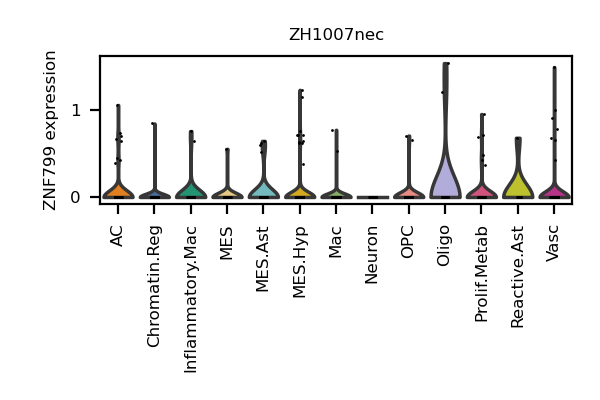 ZH1007nec
ZNF799 expression
1
0
AC
Chromatin.Reg
Inflammatory.Mac
MES
MES.Ast
MES.Hyp
Mac
Neuron
OPC
Oligo
Prolif.Metab
Reactive.Ast
Vasc